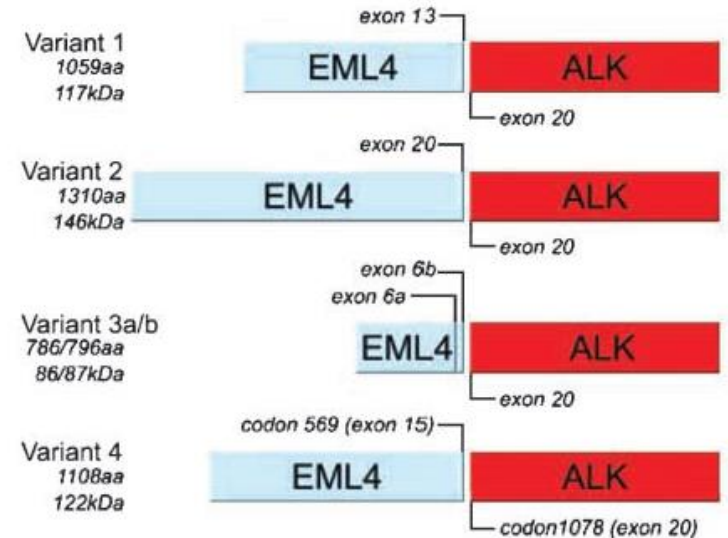 exon 13
Variant 1
1059aa
117kDa
EML4
ALK
exon 20
exon 20
Variant 2
1310aa
146kDa
EML4
ALK
exon 20
exon 6b
exon 6a
Variant 3a/b
786/796aa
86/87kDa
EML4
ALK
exon 20
codon 569 (exon 15)
Variant 4
1108aa
122kDa
EML4
ALK
codon1078 (exon 20)